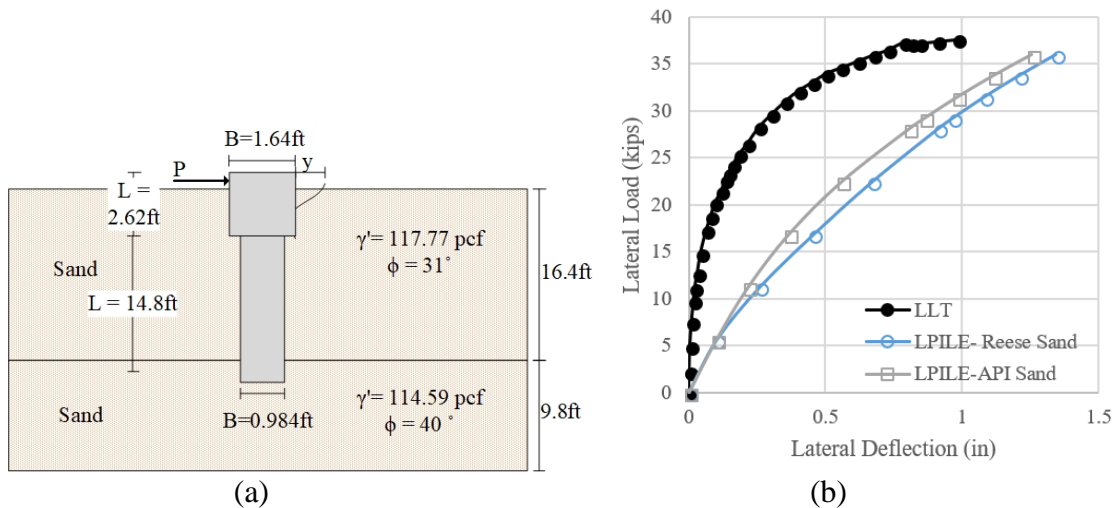 B=1.64ft
P
y
L =
2.62ft
γ'= 117.77 pcf
ϕ = 31°
Sand
16.4ft
L = 14.8ft
Sand
γ'= 114.59 pcf
ϕ = 40 °
9.8ft
B=0.984ft
(a)
40
35
30
25
20
15
10
5
0
Lateral Load (kips)
LLT
LPILE- Reese Sand
LPILE-API Sand
0
0.5
1
1.5
Lateral Deflection (in)
(b)